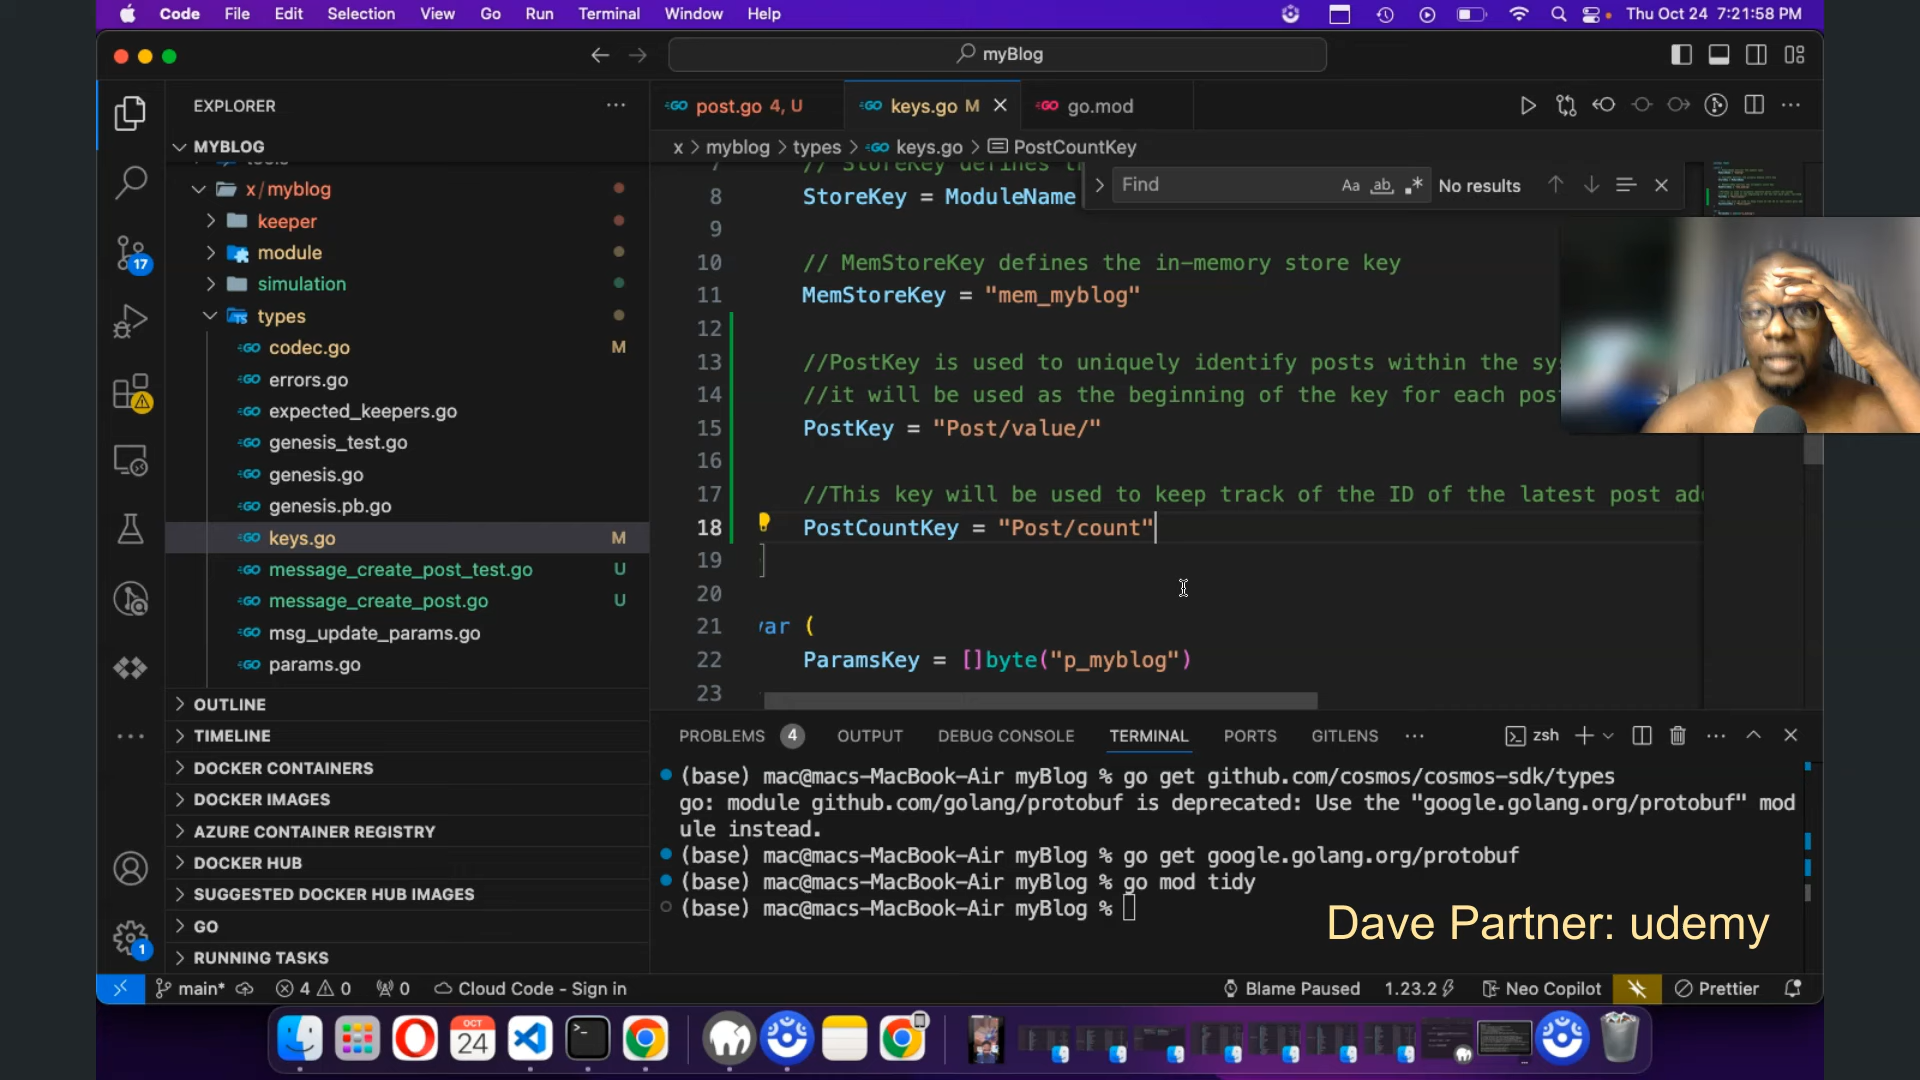 Code File Edit Selection View Go Run Terminal Window Help Thu Oct 24 7:21:58 PM
myBlog
EXPLORER
MYBLOG
x / myblog
keeper
module
simulation
types
codec.go M
errors.go
expected_keepers.go
genesis_test.go
genesis.go
genesis.pb.go
keys.go M
message_create_post_test.go U
message_create_post.go U
msg_update_params.go
params.go
OUTLINE
TIMELINE
DOCKER CONTAINERS
DOCKER IMAGES
AZURE CONTAINER REGISTRY
DOCKER HUB
SUGGESTED DOCKER HUB IMAGES
GO
RUNNING TASKS
17
1
post.go 4, U keys.go M go.mod
x > myblog > types > keys.go > PostCountKey
Find Aa ab No results
8 StoreKey = ModuleName
9
10 // MemStoreKey defines the in-memory store key
11 MemStoreKey = "mem_myblog"
12
13 //PostKey is used to uniquely identify posts within the sy
14 //it will be used as the beginning of the key for each pos
15 PostKey = "Post/value/"
16
17 //This key will be used to keep track of the ID of the latest post ad
18 PostCountKey = "Post/count"
19
20
21 var (
22 ParamsKey = []byte("p_myblog")
23
PROBLEMS 4 OUTPUT DEBUG CONSOLE TERMINAL PORTS GITLENS zsh
(base) mac@macs-MacBook-Air myBlog % go get github.com/cosmos/cosmos-sdk/types
go: module github.com/golang/protobuf is deprecated: Use the "google.golang.org/protobuf" mod
ule instead.
(base) mac@macs-MacBook-Air myBlog % go get google.golang.org/protobuf
(base) mac@macs-MacBook-Air myBlog % go mod tidy
(base) mac@macs-MacBook-Air myBlog %
Dave Partner: udemy
main* 4 0 0 Cloud Code - Sign in Blame Paused 1.23.2 Neo Copilot Prettier
OCT
24